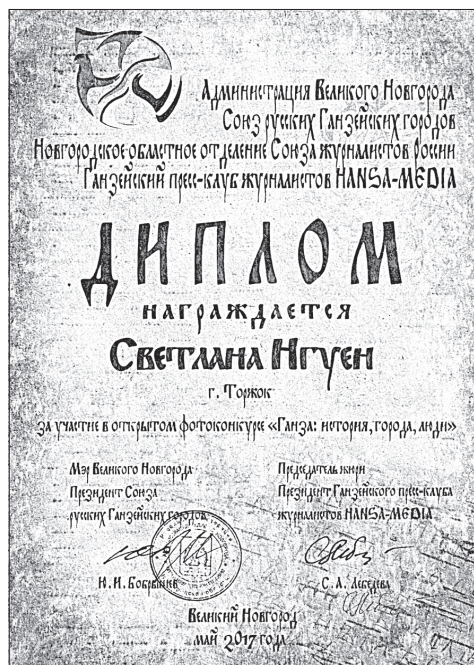 Администрация Великого Новгорода
Союз русских Ганзейских городов
Новгородское областное отделение Союза журналистов России
Ганзейский пресс-клуб журналистов HANSA-MEDIA
ДИПЛОМ
НАГРАЖДАЕТСЯ
Светлана Нгуен
г. Торжок
за участие в открытом фотоконкурсе «Ганза: история, города, люди»
Мэр Великого Новгорода
Президент Союза
русских Ганзейских городов
Н. И. Бобрышев
Председатель жюри
Президент Ганзейского пресс-клуба
журналистов HANSA-MEDIA
С. А. Лебедева
Великий Новгород
май 2017 года